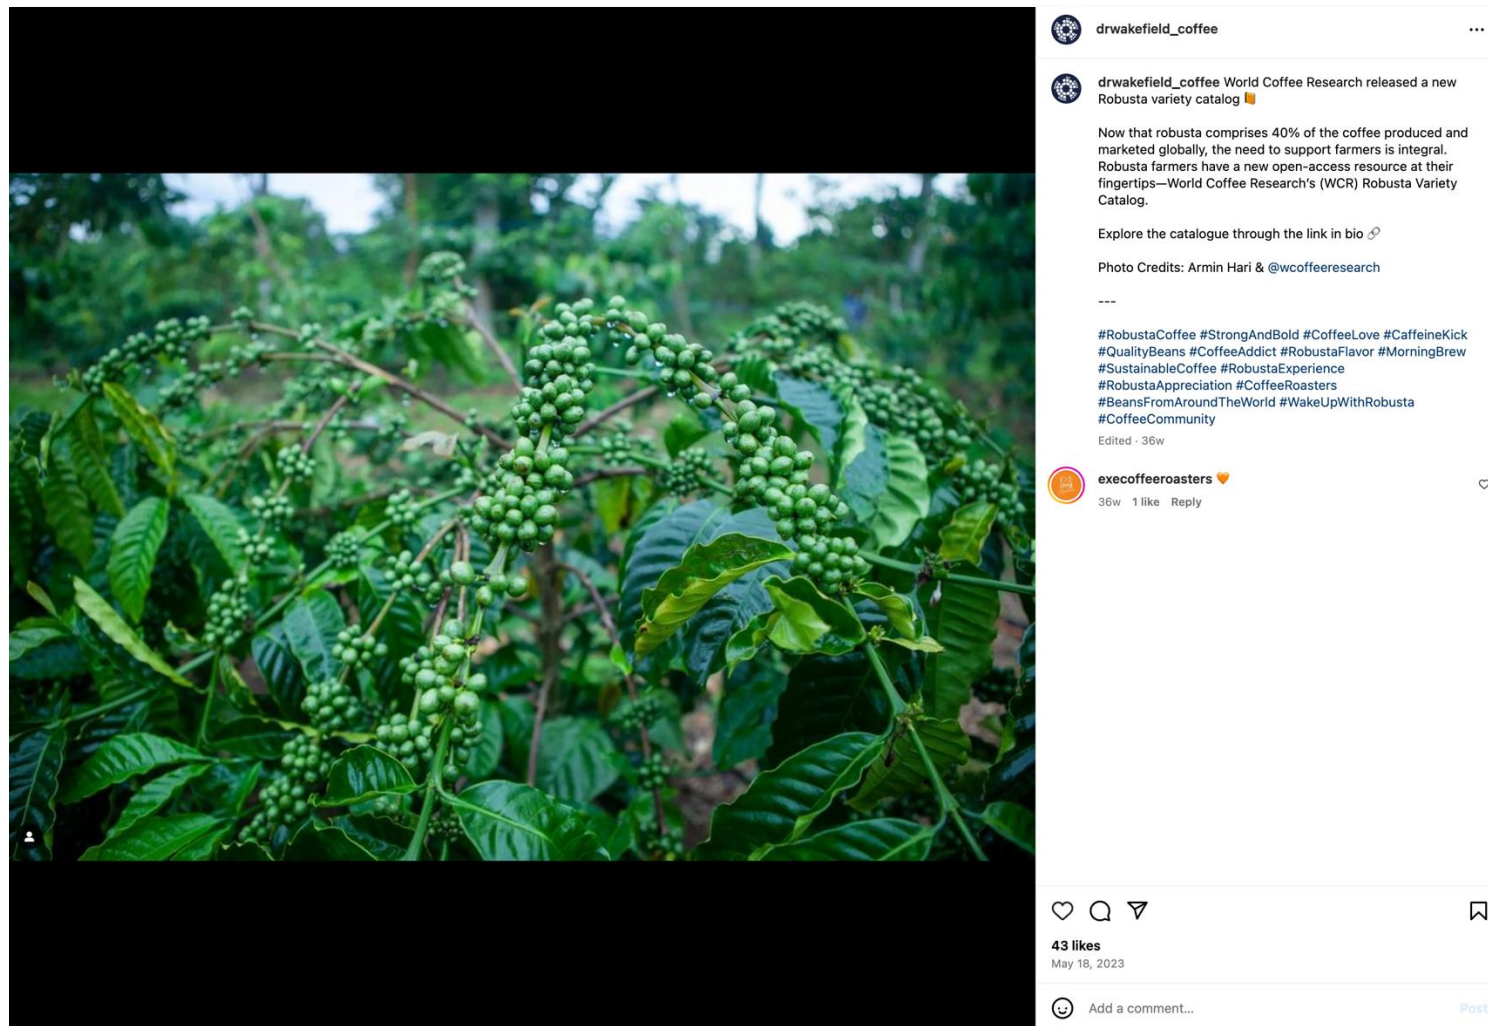 drwakefield_coffee
drwakefield_coffee World Coffee Research released a new
Robusta variety catalog 📙
Now that robusta comprises 40% of the coffee produced and
marketed globally, the need to support farmers is integral.
Robusta farmers have a new open-access resource at their
fingertips—World Coffee Research's (WCR) Robusta Variety
Catalog.
Explore the catalogue through the link in bio 🔗
Photo Credits: Armin Hari & @wcoffeeresearch
---
#RobustaCoffee #StrongAndBold #CoffeeLove #CaffeineKick
#QualityBeans #CoffeeAddict #RobustaFlavor #MorningBrew
#SustainableCoffee #RobustaExperience
#RobustaAppreciation #CoffeeRoasters
#BeansFromAroundTheWorld #WakeUpWithRobusta
#CoffeeCommunity
Edited · 36w
execoffeeroasters 🧡
36w 1 like Reply
43 likes
May 18, 2023
Add a comment... Post